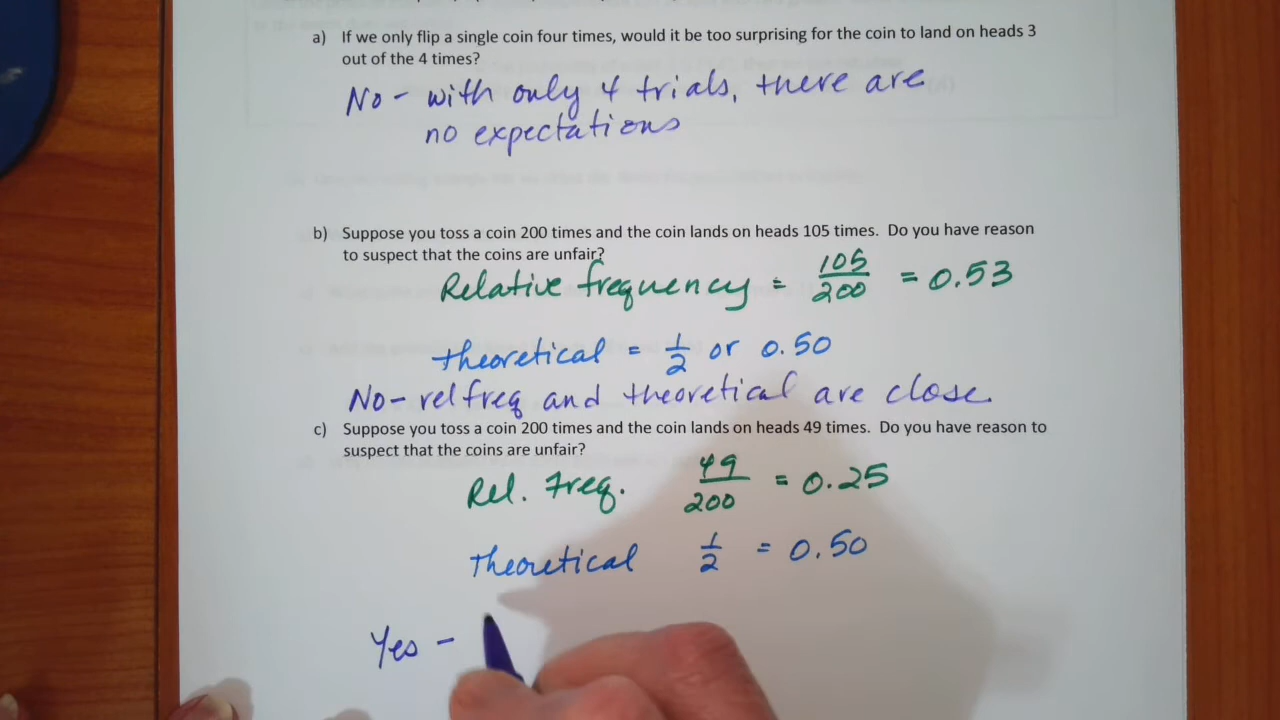 a) If we only flip a single coin four times, would it be too surprising for the coin to land on heads 3
out of the 4 times?
No - with only 4 trials, there are
no expectations
b) Suppose you toss a coin 200 times and the coin lands on heads 105 times. Do you have reason
to suspect that the coins are unfair?
Relative frequency = 105/200 = 0.53
theoretical = 1/2 or 0.50
No - rel freq and theoretical are close.
c) Suppose you toss a coin 200 times and the coin lands on heads 49 times. Do you have reason to
suspect that the coins are unfair?
Rel. Freq. 49/200 = 0.25
Theoretical 1/2 = 0.50
Yes -